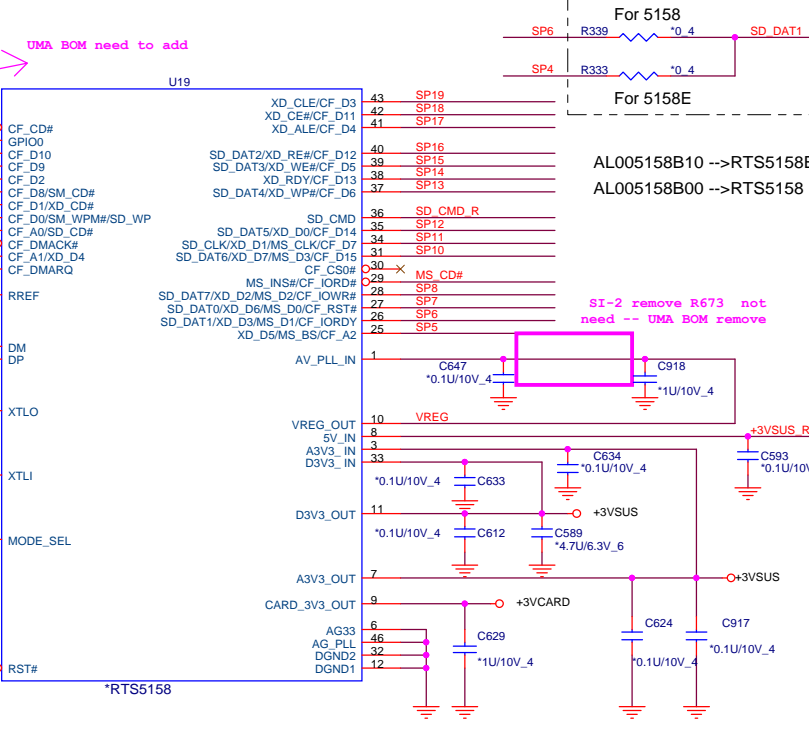 For 5158
SP6 R339 *0_4 SD_DAT1
UMA BOM need to add
SP4 R333 *0_4
U19
For 5158E
43 SP19
XD_CLE/CF_D3
42 SP18
XD_CE#/CF_D11
41 SP17
XD_ALE/CF_D4
CF_CD#
GPIO0
CF_D10
CF_D9
CF_D2
CF_D8/SM_CD#
CF_D1/XD_CD#
CF_D0/SM_WPM#/SD_WP
CF_A0/SD_CD#
CF_DMACK#
CF_A1/XD_D4
CF_DMARQ
RREF
DM
DP
XTLO
XTLI
MODE_SEL
RST#
40 SP16
SD_DAT2/XD_RE#/CF_D12
39 SP15
SD_DAT3/XD_WE#/CF_D5
38 SP14
XD_RDY/CF_D13
37 SP13
SD_DAT4/XD_WP#/CF_D6
AL005158B10 -->RTS5158E
AL005158B00 -->RTS5158
36 SD_CMD_R
SD_CMD
35 SP12
SD_DAT5/XD_D0/CF_D14
34 SP11
SD_CLK/XD_D1/MS_CLK/CF_D7
31 SP10
SD_DAT6/XD_D7/MS_D3/CF_D15
30
CF_CS0#
29 MS_CD#
MS_INS#/CF_IORD#
28 SP8
SD_DAT7/XD_D2/MS_D2/CF_IOWR#
27 SP7
SD_DAT0/XD_D6/MS_D0/CF_RST#
26 SP6
SD_DAT1/XD_D3/MS_D1/CF_IORDY
25 SP5
XD_D5/MS_BS/CF_A2
SI-2 remove R673 not
need -- UMA BOM remove
AV_PLL_IN 1
C647
*0.1U/10V_4
C918
*1U/10V_4
VREG_OUT 10 VREG
5V_IN 8
+3VSUS_R
A3V3_IN 3
D3V3_IN 33
C634
*0.1U/10V_4
C593
*0.1U/10V
*0.1U/10V_4 C633
D3V3_OUT 11
+3VSUS
*0.1U/10V_4 C612
C589
*4.7U/6.3V_6
A3V3_OUT 7
+3VSUS
CARD_3V3_OUT 9
+3VCARD
C629
*1U/10V_4
C624
*0.1U/10V_4
C917
*0.1U/10V_4
AG33 6
AG_PLL 46
DGND2 32
DGND1 12
*RTS5158